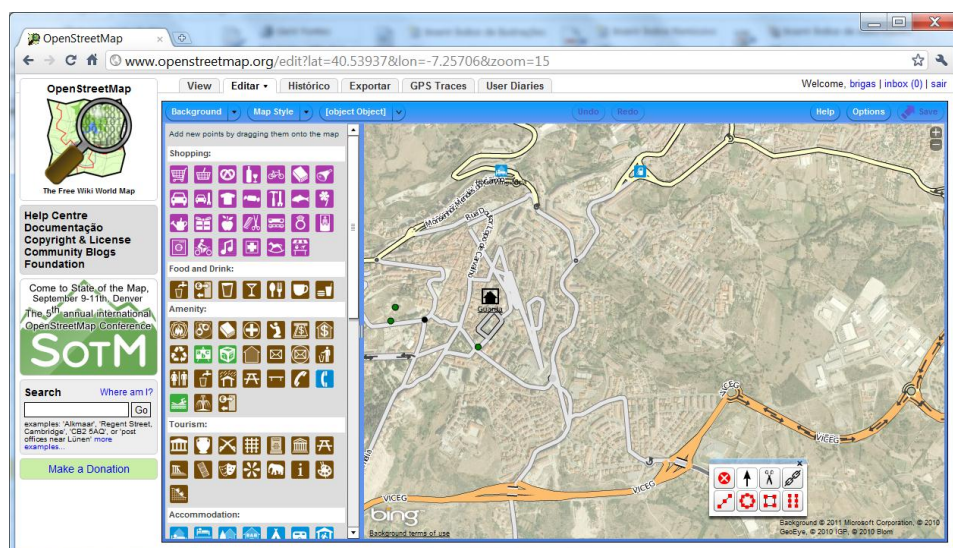 OpenStreetMap
www.openstreetmap.org/edit?lat=40.53937&lon=-7.25706&zoom=15
OpenStreetMap
The Free Wiki World Map
View
Editar
Histórico
Exportar
GPS Traces
User Diaries
Welcome, brigas | inbox (0) | sair
Background
Map Style
[object Object]
Undo
Redo
Help
Options
Save
Help Centre
Documentação
Copyright & License
Community Blogs
Foundation
Come to State of the Map,
September 9-11th, Denver
The 5th annual international
OpenStreetMap Conference
SOTM
Search
Where am I?
Go
examples: 'Alkmaar', 'Regent Street,
Cambridge', 'CB2 5AQ', or 'post
offices near Lünen' more
examples...
Make a Donation
Add new points by dragging them onto the map
Shopping:
Food and Drink:
Amenity:
Tourism:
Accommodation:
Guarda
VICEG
VICEG
VICEG
VICEG
VICEG
bing
Background terms of use
Background © 2011 Microsoft Corporation, © 2010
GeoEye, © 2010 IGP, © 2010 Blom